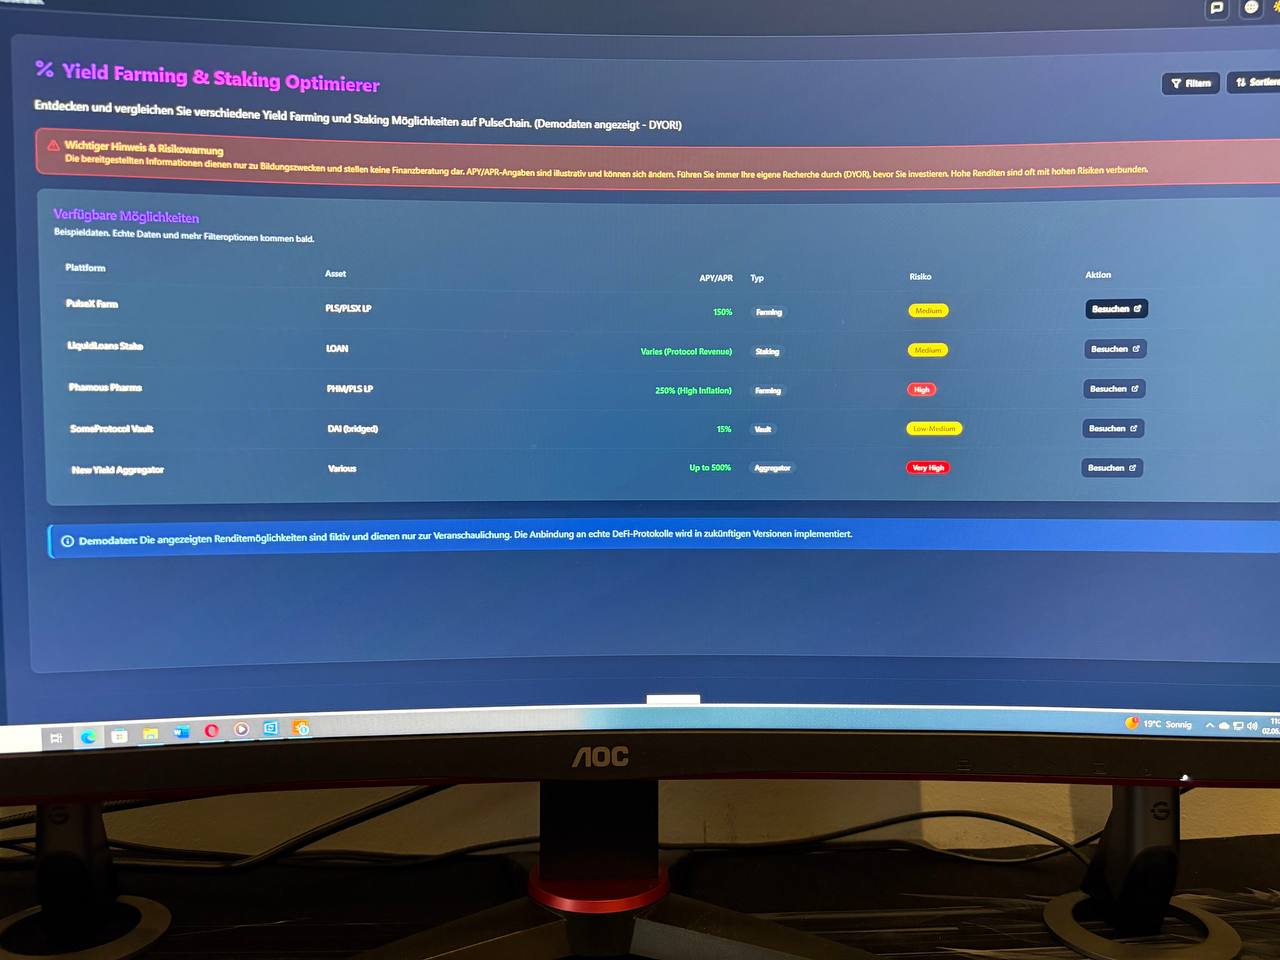 Yield Farming & Staking Optimierer
Filtern
Entdecken und vergleichen Sie verschiedene Yield Farming und Staking Möglichkeiten auf PulseChain. (Demodaten angezeigt - DYOR!)
Wichtiger Hinweis & Risikowarnung
Die bereitgestellten Informationen dienen nur zu Bildungszwecken und stellen keine Finanzberatung dar. APY/APR-Angaben sind illustrativ und können sich ändern. Führen Sie immer Ihre eigene Recherche durch (DYOR), bevor Sie investieren. Hohe Renditen sind oft mit hohen Risiken verbunden.
Verfügbare Möglichkeiten
Beispieldaten. Echte Daten und mehr Filteroptionen kommen bald.
Plattform Asset APY/APR Typ Risiko Aktion
PulseX Farm PLS/PLSX LP 150% Farming Medium Besuchen
LiquidLoans Stake LOAN Varies (Protocol Revenue) Staking Medium Besuchen
Phamous Pharms PHM/PLS LP 250% (High Inflation) Farming High Besuchen
SomeProtocol Vault DAI (bridged) 15% Vault Low-Medium Besuchen
New Yield Aggregator Various Up to 500% Aggregator Very High Besuchen
Demodaten: Die angezeigten Renditemöglichkeiten sind fiktiv und dienen nur zur Veranschaulichung. Die Anbindung an echte DeFi-Protokolle wird in zukünftigen Versionen implementiert.
19°C Sonnig
AOC